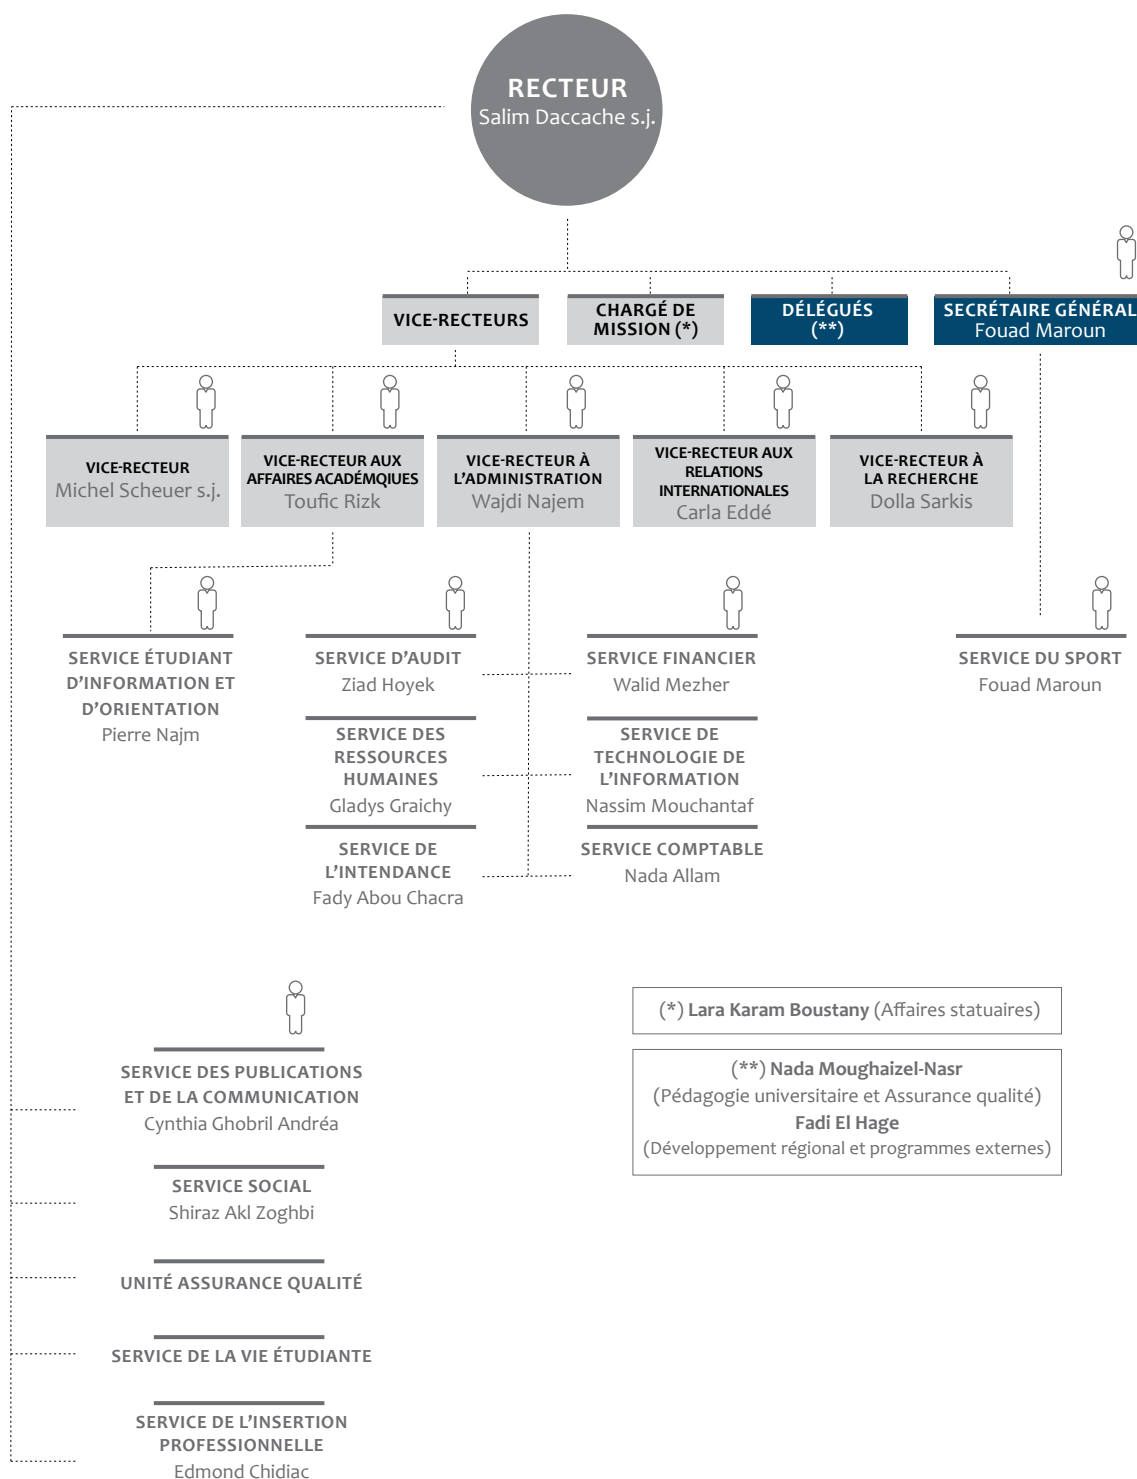 RECTEUR
Salim Daccache s.j.
VICE-RECTEURS
CHARGÉ DE
MISSION (*)
DÉLÉGUÉS
(**)
SECRÉTAIRE GÉNÉRAL
Fouad Maroun
VICE-RECTEUR
Michel Scheuer s.j.
VICE-RECTEUR AUX
AFFAIRES ACADÉMQIUES
Toufic Rizk
VICE-RECTEUR À
L'ADMINISTRATION
Wajdi Najem
VICE-RECTEUR AUX
RELATIONS
INTERNATIONALES
Carla Eddé
VICE-RECTEUR À
LA RECHERCHE
Dolla Sarkis
SERVICE ÉTUDIANT
D'INFORMATION ET
D'ORIENTATION
Pierre Najm
SERVICE D'AUDIT
Ziad Hoyek
SERVICE FINANCIER
Walid Mezher
SERVICE DU SPORT
Fouad Maroun
SERVICE DES
RESSOURCES
HUMAINES
Gladys Graichy
SERVICE DE
TECHNOLOGIE DE
L'INFORMATION
Nassim Mouchantaf
SERVICE DE
L'INTENDANCE
Fady Abou Chacra
SERVICE COMPTABLE
Nada Allam
(*) Lara Karam Boustany (Affaires statuaires)
(**) Nada Moughaizel-Nasr
(Pédagogie universitaire et Assurance qualité)
Fadi El Hage
(Développement régional et programmes externes)
SERVICE DES PUBLICATIONS
ET DE LA COMMUNICATION
Cynthia Ghobril Andréa
SERVICE SOCIAL
Shiraz Akl Zoghbi
UNITÉ ASSURANCE QUALITÉ
SERVICE DE LA VIE ÉTUDIANTE
SERVICE DE L'INSERTION
PROFESSIONNELLE
Edmond Chidiac